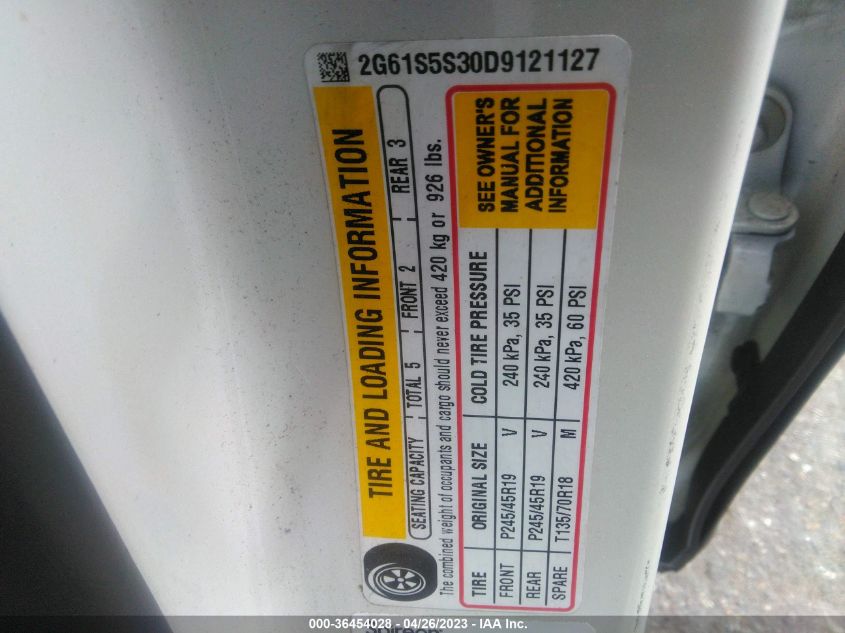 2G61S5S30D9121127
TIRE AND LOADING INFORMATION
SEATING CAPACITY TOTAL 5 FRONT 2 REAR 3
The combined weight of occupants and cargo should never exceed 420 kg or 926 lbs.
TIRE ORIGINAL SIZE COLD TIRE PRESSURE
FRONT P245/45R19 V 240 kPa, 35 PSI
REAR P245/45R19 V 240 kPa, 35 PSI
SPARE T135/70R18 M 420 kPa, 60 PSI
SEE OWNER'S
MANUAL FOR
ADDITIONAL
INFORMATION
000-36454028 - 04/26/2023 - IAA Inc.